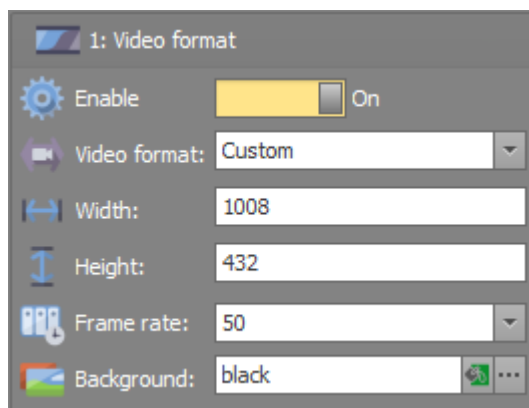 1: Video format
Enable On
Video format: Custom
Width: 1008
Height: 432
Frame rate: 50
Background: black